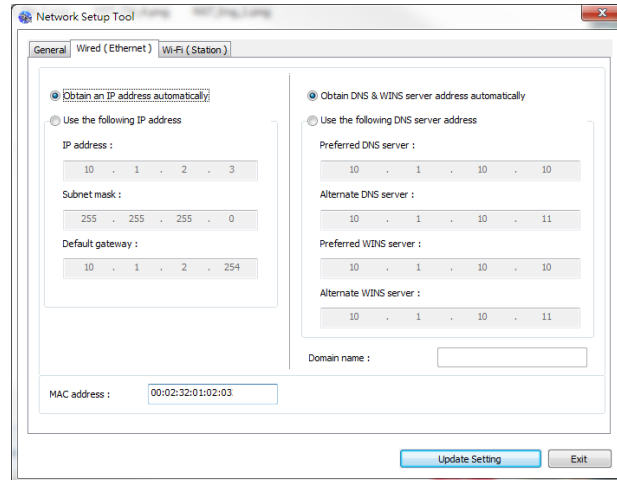 Network Setup Tool
General
Wired ( Ethernet )
Wi-Fi ( Station )
Obtain an IP address automatically
Use the following IP address
IP address :
10 . 1 . 2 . 3
Subnet mask :
255 . 255 . 255 . 0
Default gateway :
10 . 1 . 2 . 254
Obtain DNS & WINS server address automatically
Use the following DNS server address
Preferred DNS server :
10 . 1 . 10 . 10
Alternate DNS server :
10 . 1 . 10 . 11
Preferred WINS server :
10 . 1 . 10 . 10
Alternate WINS server :
10 . 1 . 10 . 11
Domain name :
MAC address :
00:02:32:01:02:03
Update Setting
Exit